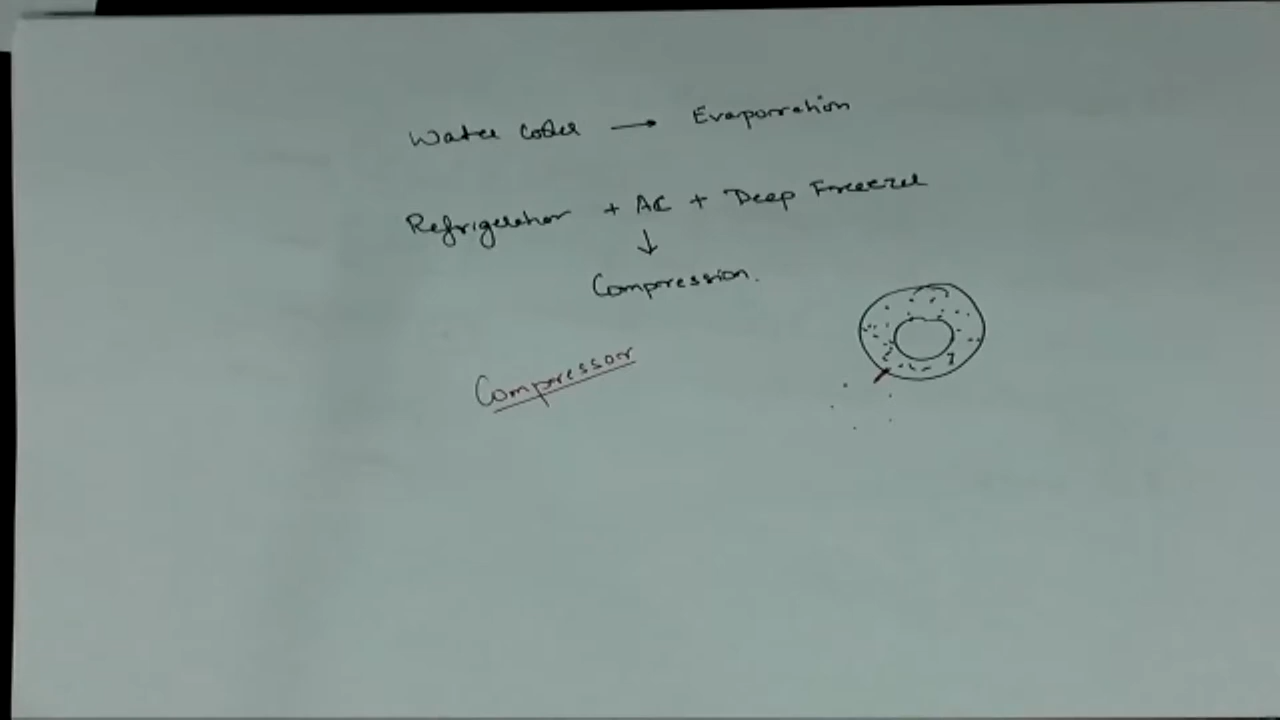 Water Cooler → Evaporation
Refrigerator + AC + Deep Freezer
↓
Compression.
Compressor